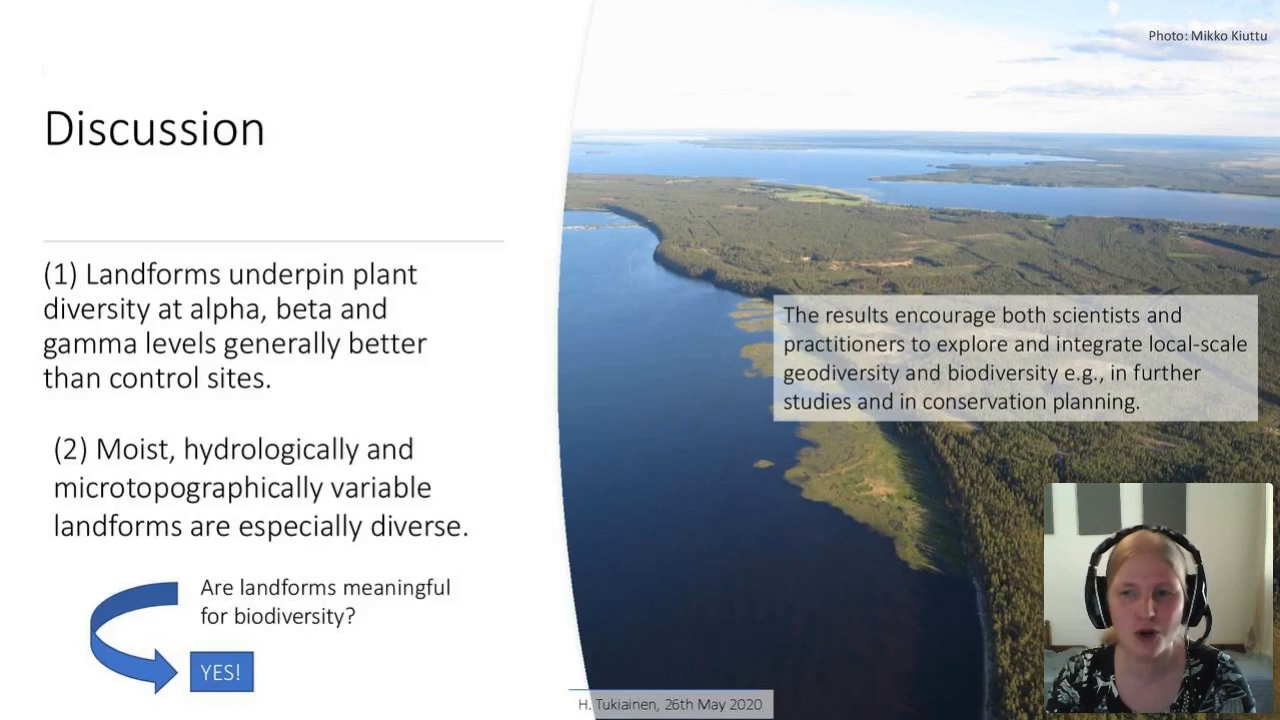 Photo: Mikko Kiuttu
Discussion
(1) Landforms underpin plant
diversity at alpha, beta and
gamma levels generally better
than control sites.
(2) Moist, hydrologically and
microtopographically variable
landforms are especially diverse.
Are landforms meaningful
for biodiversity?
YES!
The results encourage both scientists and
practitioners to explore and integrate local-scale
geodiversity and biodiversity e.g., in further
studies and in conservation planning.
H. Tukiainen, 26th May 2020